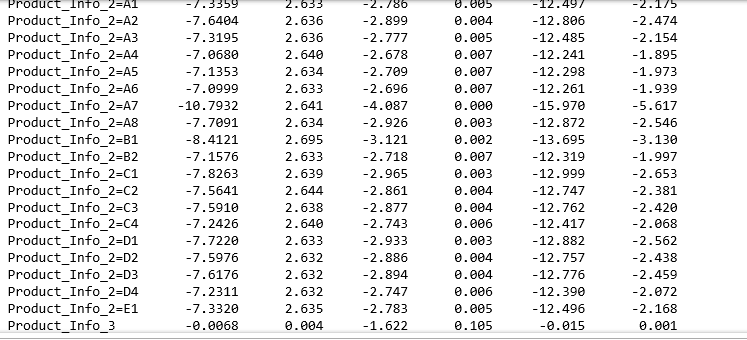 Product_Info_2=A1 -7.3359 2.633 -2.786 0.005 -12.497 -2.175
Product_Info_2=A2 -7.6404 2.636 -2.899 0.004 -12.806 -2.474
Product_Info_2=A3 -7.3195 2.636 -2.777 0.005 -12.485 -2.154
Product_Info_2=A4 -7.0680 2.640 -2.678 0.007 -12.241 -1.895
Product_Info_2=A5 -7.1353 2.634 -2.709 0.007 -12.298 -1.973
Product_Info_2=A6 -7.0999 2.633 -2.696 0.007 -12.261 -1.939
Product_Info_2=A7 -10.7932 2.641 -4.087 0.000 -15.970 -5.617
Product_Info_2=A8 -7.7091 2.634 -2.926 0.003 -12.872 -2.546
Product_Info_2=B1 -8.4121 2.695 -3.121 0.002 -13.695 -3.130
Product_Info_2=B2 -7.1576 2.633 -2.718 0.007 -12.319 -1.997
Product_Info_2=C1 -7.8263 2.639 -2.965 0.003 -12.999 -2.653
Product_Info_2=C2 -7.5641 2.644 -2.861 0.004 -12.747 -2.381
Product_Info_2=C3 -7.5910 2.638 -2.877 0.004 -12.762 -2.420
Product_Info_2=C4 -7.2426 2.640 -2.743 0.006 -12.417 -2.068
Product_Info_2=D1 -7.7220 2.633 -2.933 0.003 -12.882 -2.562
Product_Info_2=D2 -7.5976 2.632 -2.886 0.004 -12.757 -2.438
Product_Info_2=D3 -7.6176 2.632 -2.894 0.004 -12.776 -2.459
Product_Info_2=D4 -7.2311 2.632 -2.747 0.006 -12.390 -2.072
Product_Info_2=E1 -7.3320 2.635 -2.783 0.005 -12.496 -2.168
Product_Info_3 -0.0068 0.004 -1.622 0.105 -0.015 0.001